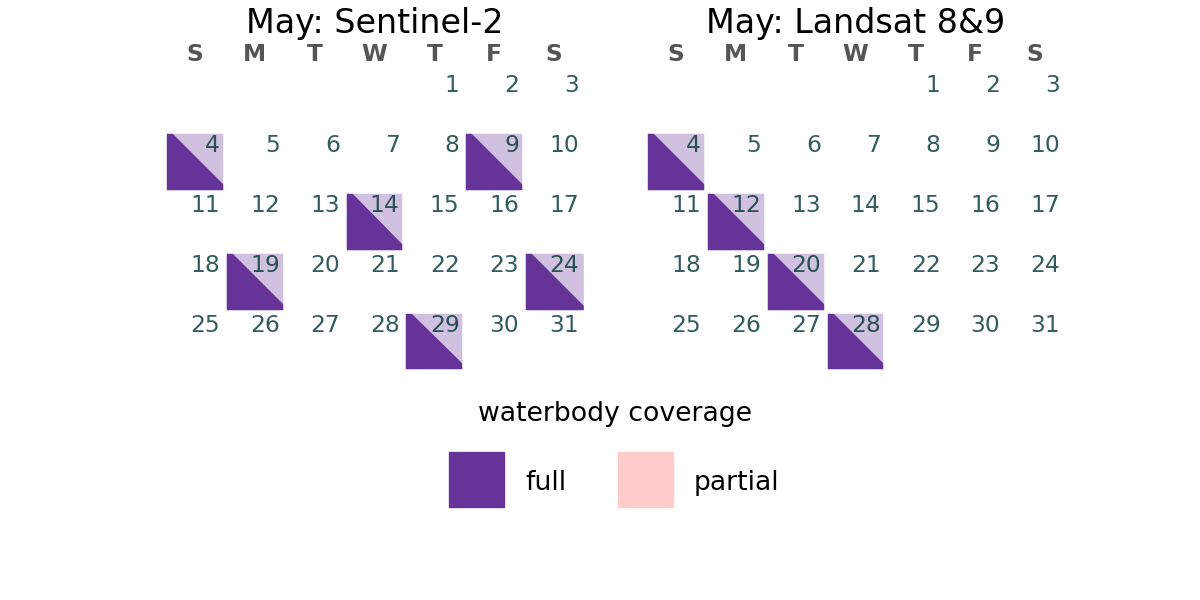 May: Sentinel-2
S M T W T F S
1 2 3
4 5 6 7 8 9 10
11 12 13 14 15 16 17
18 19 20 21 22 23 24
25 26 27 28 29 30 31
May: Landsat 8&9
S M T W T F S
1 2 3
4 5 6 7 8 9 10
11 12 13 14 15 16 17
18 19 20 21 22 23 24
25 26 27 28 29 30 31
waterbody coverage
full
partial